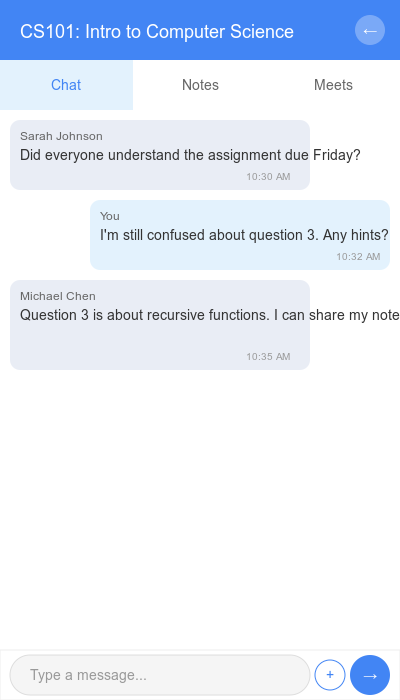 CS101: Intro to Computer Science ←
Chat Notes Meets
Sarah Johnson
Did everyone understand the assignment due Friday?
10:30 AM
You
I'm still confused about question 3. Any hints?
10:32 AM
Michael Chen
Question 3 is about recursive functions. I can share my note
10:35 AM
Type a message... + →